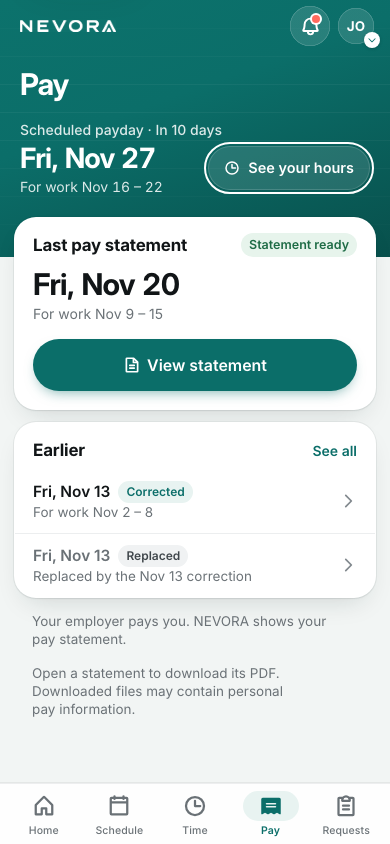 NEVORA
JO
Pay
Scheduled payday · In 10 days
Fri, Nov 27
For work Nov 16 – 22
See your hours
Last pay statement
Statement ready
Fri, Nov 20
For work Nov 9 – 15
View statement
Earlier
See all
Fri, Nov 13
Corrected
For work Nov 2 – 8
Fri, Nov 13
Replaced
Replaced by the Nov 13 correction
Your employer pays you. NEVORA shows your
pay statement.
Open a statement to download its PDF.
Downloaded files may contain personal
pay information.
Home
Schedule
Time
Pay
Requests